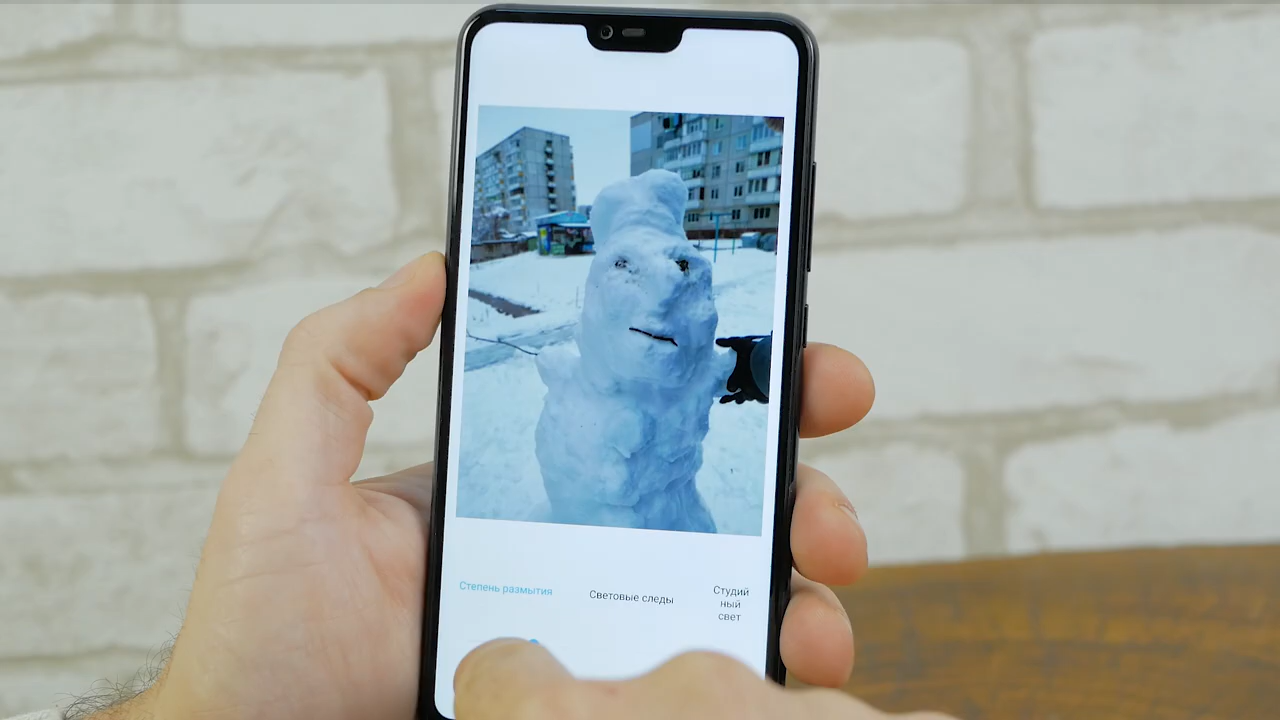 Степень размытия
Световые следы
Студий
ный
свет